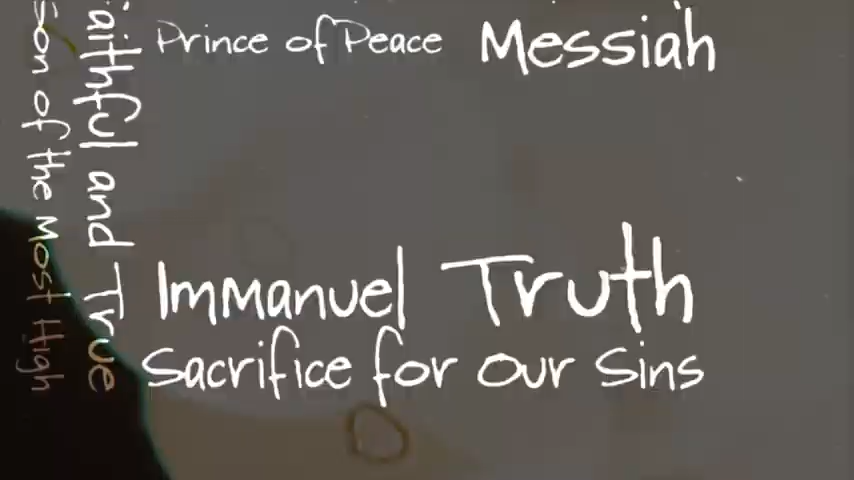 Prince of Peace Messiah
Immanuel Truth
Sacrifice for Our Sins
aithful and True
Son of the Most High